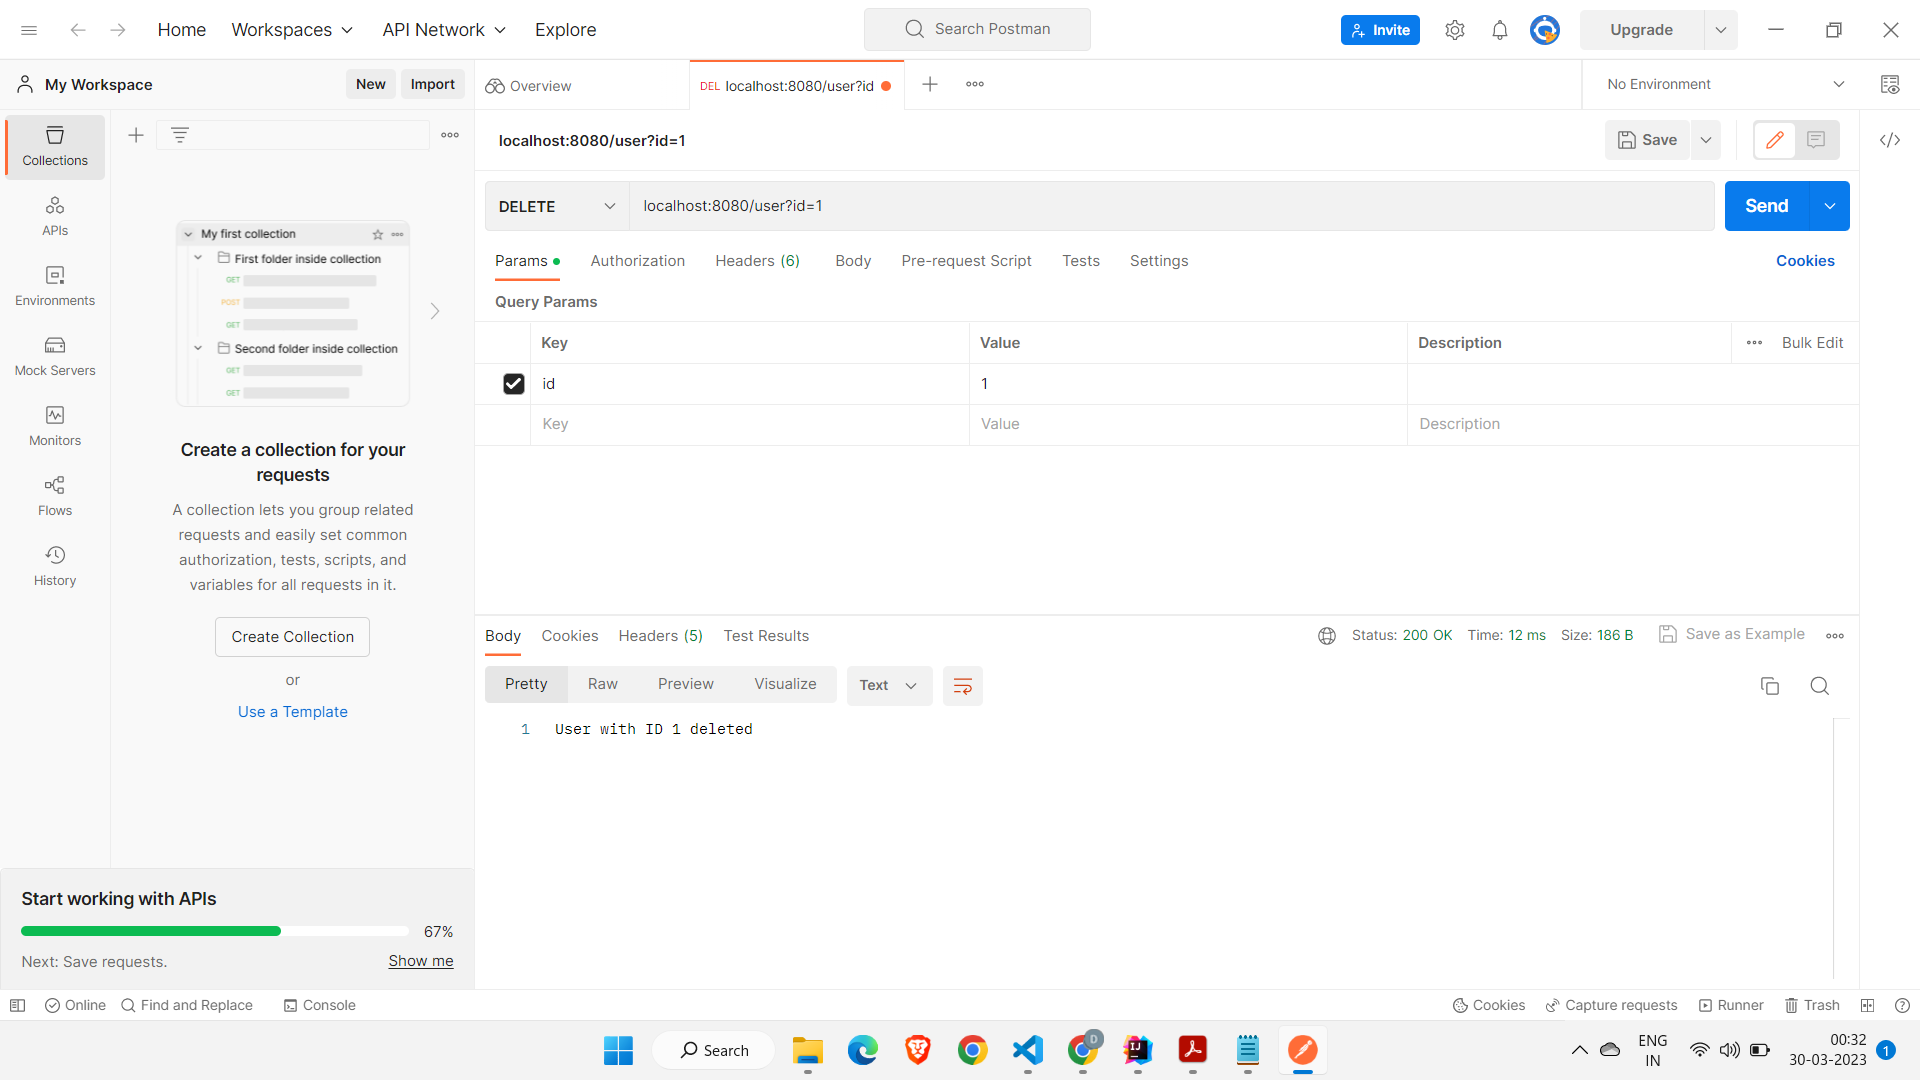 Home Workspaces API Network Explore
Search Postman
Invite Upgrade
My Workspace New Import
Overview DEL localhost:8080/user?id No Environment
localhost:8080/user?id=1 Save
Collections
APIs
Environments
Mock Servers
Monitors
Flows
History
My first collection
First folder inside collection
GET
POST
GET
Second folder inside collection
GET
GET
Create a collection for your
requests
A collection lets you group related
requests and easily set common
authorization, tests, scripts, and
variables for all requests in it.
Create Collection
or
Use a Template
Start working with APIs
67%
Next: Save requests. Show me
DELETE localhost:8080/user?id=1 Send
Params Authorization Headers (6) Body Pre-request Script Tests Settings Cookies
Query Params
Key Value Description Bulk Edit
id 1
Key Value Description
Body Cookies Headers (5) Test Results Status: 200 OK Time: 12 ms Size: 186 B Save as Example
Pretty Raw Preview Visualize Text
1 User with ID 1 deleted
Online Find and Replace Console Cookies Capture requests Runner Trash
Search
D
IJ
ENG
IN
00:32
30-03-2023
1